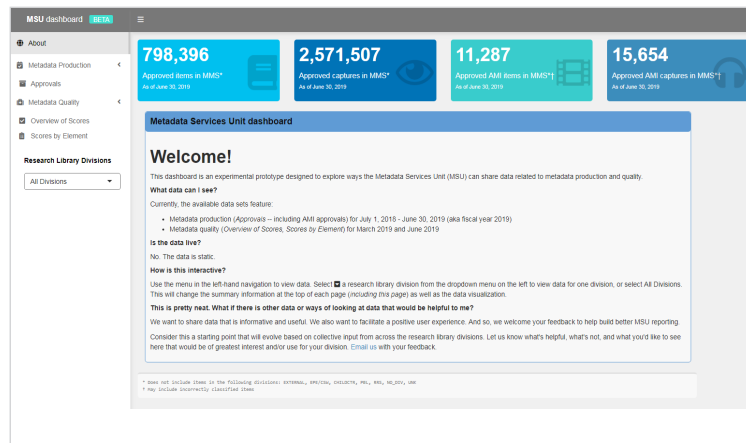 MSU dashboard BETA
About
Metadata Production
Approvals
Metadata Quality
Overview of Scores
Scores by Element
Research Library Divisions
All Divisions
798,396
Approved items in MMS*
As of June 30, 2019
2,571,507
Approved captures in MMS*
As of June 30, 2019
11,287
Approved AMI items in MMS*†
As of June 30, 2019
15,654
Approved AMI captures in MMS*†
As of June 30, 2019
Metadata Services Unit dashboard
Welcome!
This dashboard is an experimental prototype designed to explore ways the Metadata Services Unit (MSU) can share data related to metadata production and quality.
What data can I see?
Currently, the available data sets feature:
• Metadata production (Approvals -- including AMI approvals) for July 1, 2018 - June 30, 2019 (aka fiscal year 2019)
• Metadata quality (Overview of Scores, Scores by Element) for March 2019 and June 2019
Is the data live?
No. The data is static.
How is this interactive?
Use the menu in the left-hand navigation to view data. Select a research library division from the dropdown menu on the left to view data for one division, or select All Divisions.
This will change the summary information at the top of each page (including this page) as well as the data visualization.
This is pretty neat. What if there is other data or ways of looking at data that would be helpful to me?
We want to share data that is informative and useful. We also want to facilitate a positive user experience. And so, we welcome your feedback to help build better MSU reporting.
Consider this a starting point that will evolve based on collective input from across the research library divisions. Let us know what's helpful, what's not, and what you'd like to see
here that would be of greatest interest and/or use for your division. Email us with your feedback.
* Does not include items in the following divisions: EXTERNAL, SPE/COW, CHILDCTR, MBL, RRS, NO_DIV, UNK
* May include incorrectly classified items